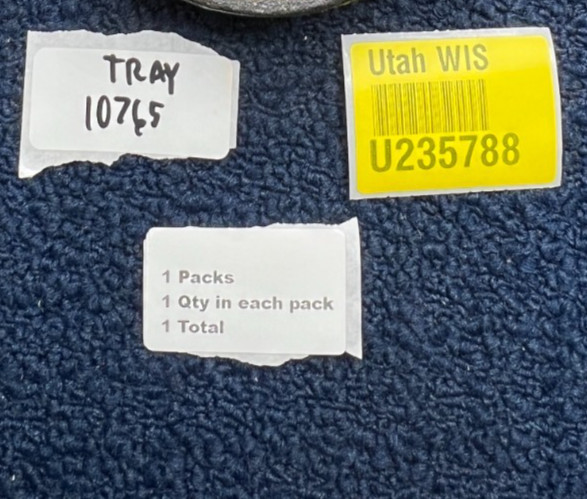 TRAY
10765
Utah WIS
U235788
1 Packs
1 Qty in each pack
1 Total